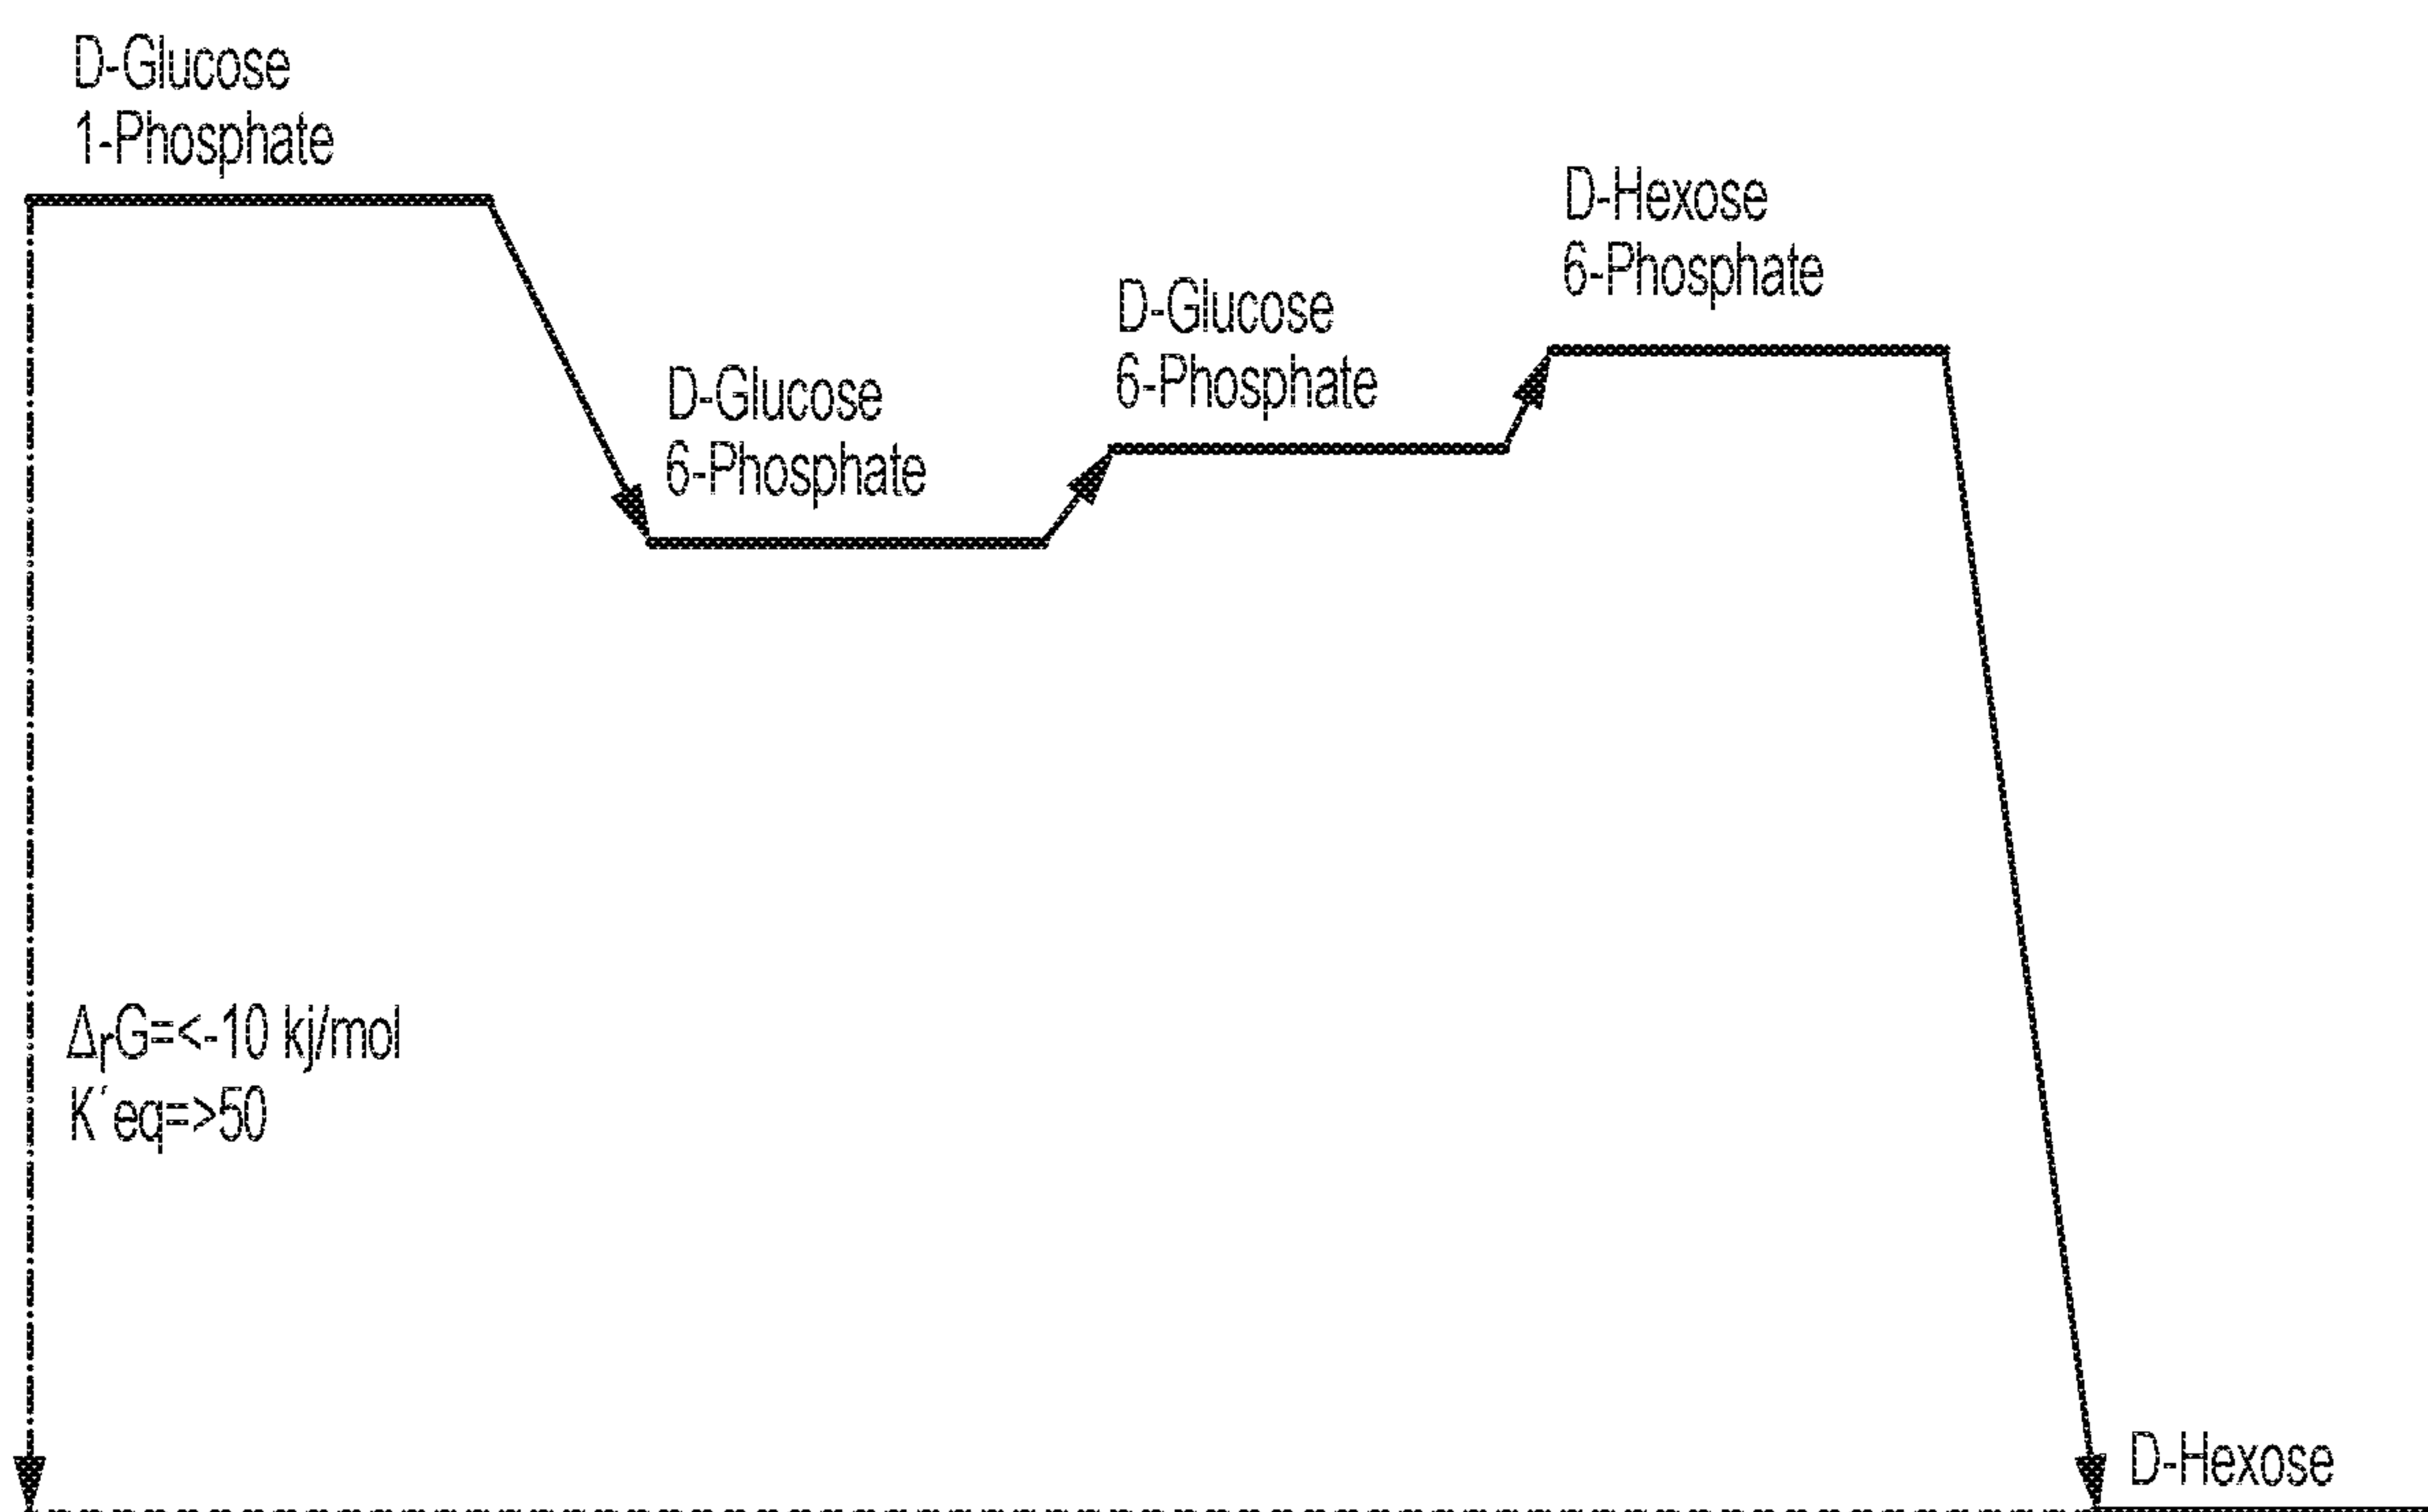 D-Glucose
1-Phosphate
D-Glucose
6-Phosphate
D-Glucose
6-Phosphate
D-Hexose
6-Phosphate
ΔrG=<-10 kj/mol
K´eq=>50
D-Hexose